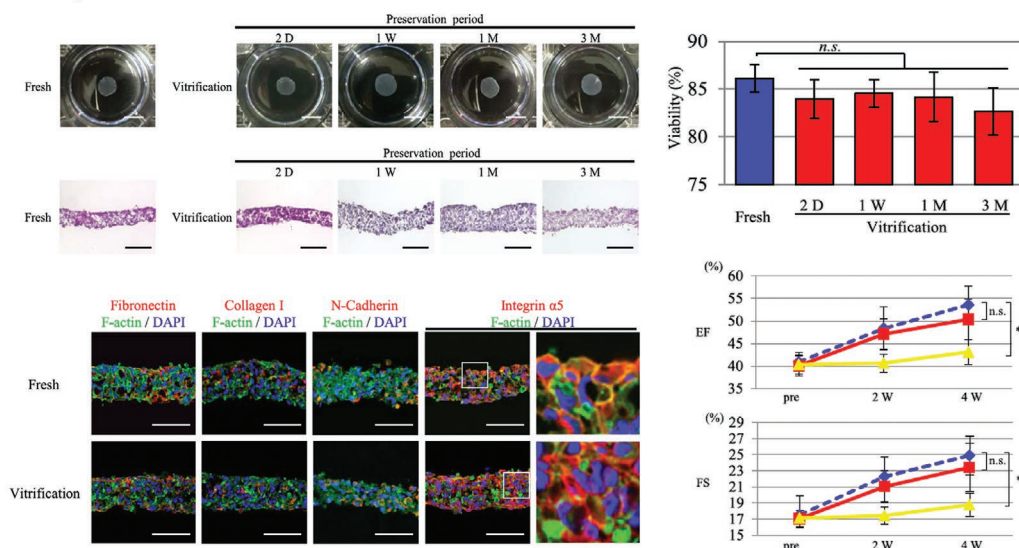 Preservation period
2 D 1 W 1 M 3 M
Fresh Vitrification
Preservation period
2 D 1 W 1 M 3 M
Fresh Vitrification
Fibronectin Collagen I N-Cadherin Integrin α5
F-actin / DAPI F-actin / DAPI F-actin / DAPI F-actin / DAPI
Fresh
Vitrification
n.s.
Viability (%)
90
85
80
75
Fresh 2 D 1 W 1 M 3 M
Vitrification
(%)
60
55
50
45
40
35
EF
n.s.
*
pre 2 W 4 W
(%)
29
27
25
23
21
19
17
15
FS
n.s.
*
pre 2 W 4 W